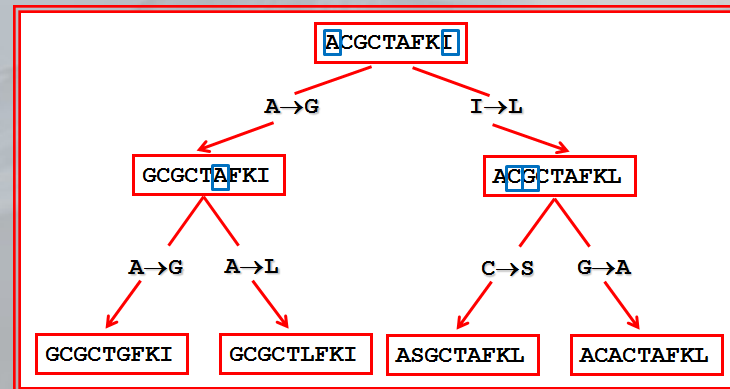 ACGCTAFKI
A→G I→L
GCGCTAFKI ACGCTAFKL
A→G A→L C→S G→A
GCGCTGFKI GCGCTLFKI ASGCTAFKL ACACTAFKL